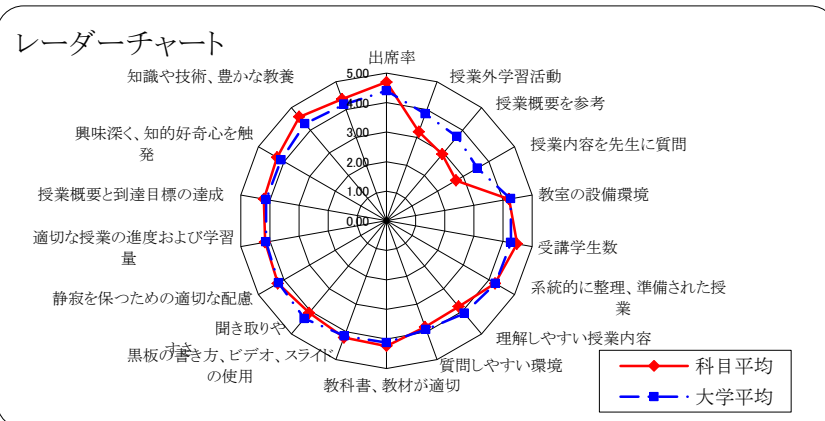 レーダーチャート
出席率
授業外学習活動
授業概要を参考
授業内容を先生に質問
教室の設備環境
受講学生数
系統的に整理、準備された授
業
理解しやすい授業内容
質問しやすい環境
教科書、教材が適切
黒板の書き方、ビデオ、スライド
の使用
聞き取りや
すさ
静寂を保つための適切な配慮
適切な授業の進度および学習
量
授業概要と到達目標の達成
興味深く、知的好奇心を触
発
知識や技術、豊かな教養
5.00
4.00
3.00
2.00
1.00
0.00
科目平均
大学平均